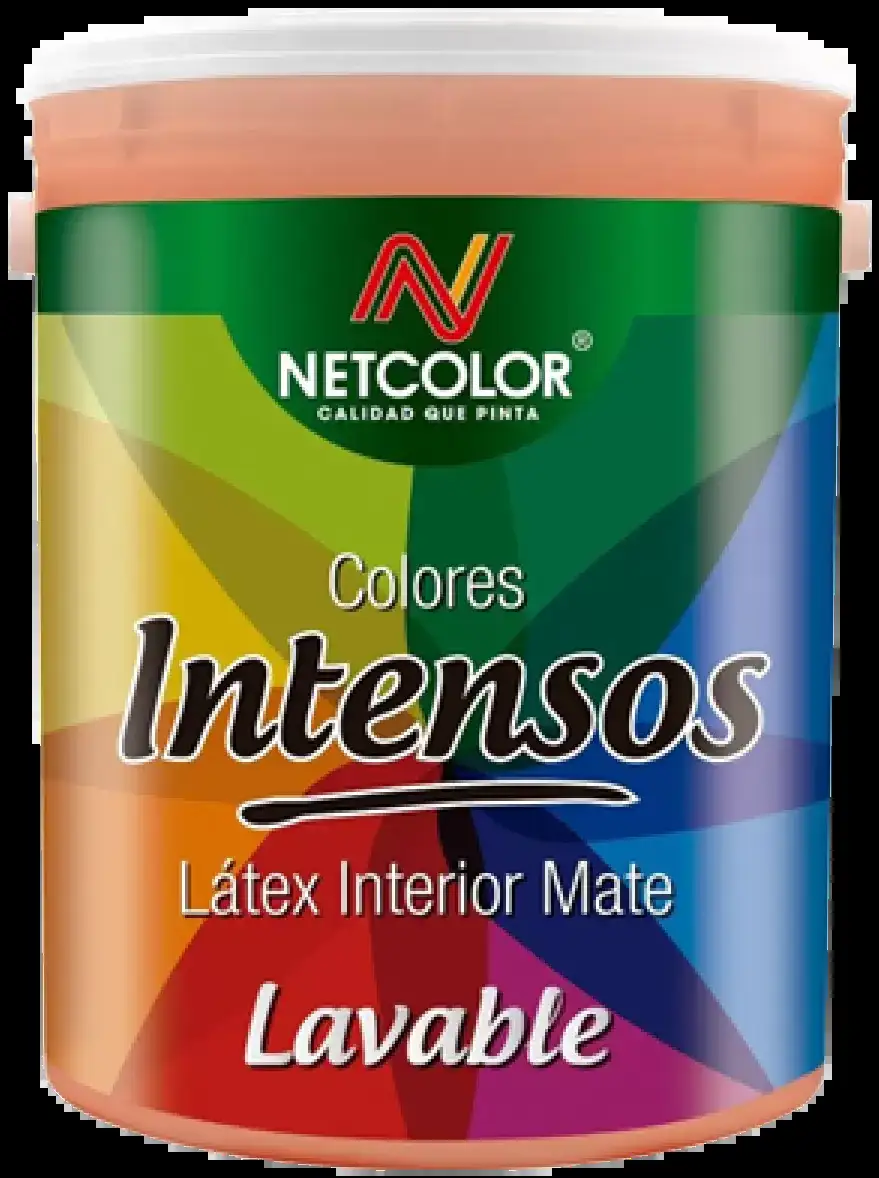 NETCOLOR®
CALIDAD QUE PINTA
Colores
Intensos
Látex Interior Mate
Lavable